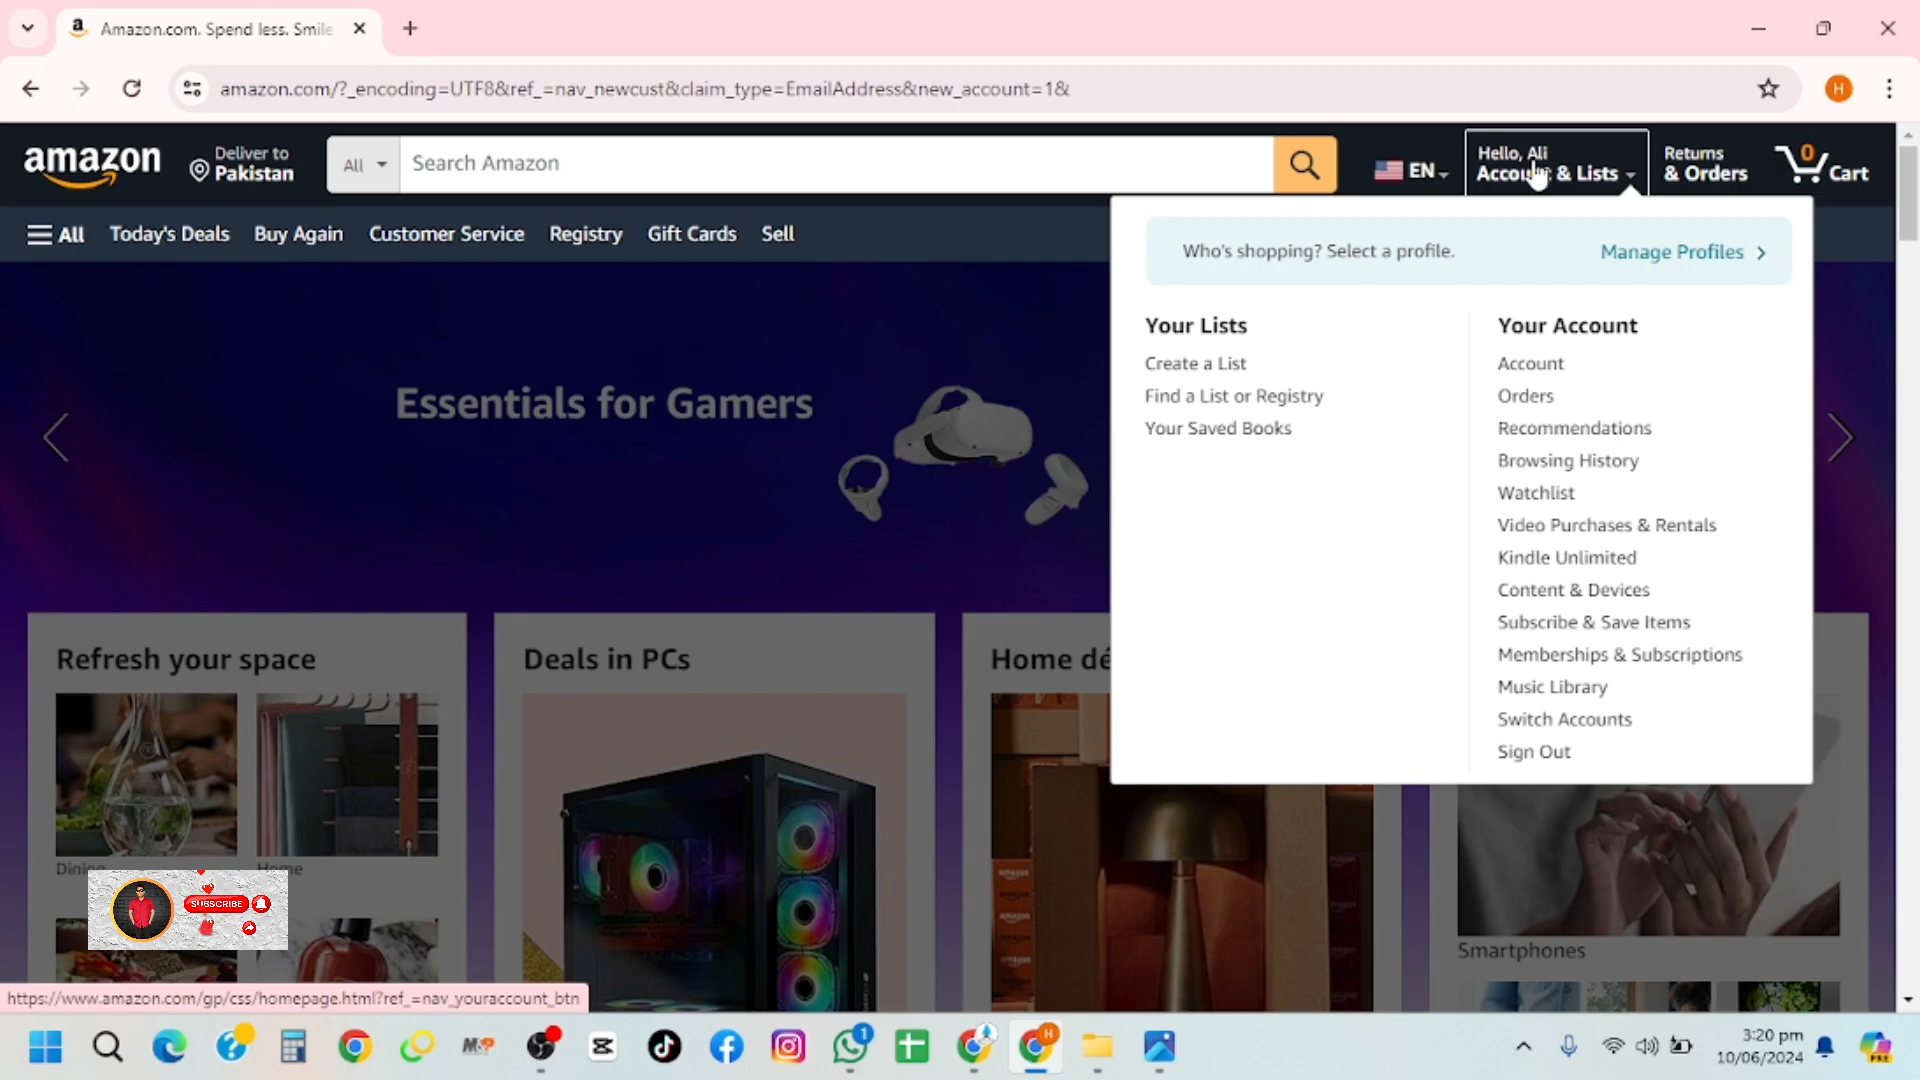 Amazon.com. Spend less. Smile
amazon.com/?_encoding=UTF8&ref_=nav_newcust&claim_type=EmailAddress&new_account=1&
H
amazon
Deliver to
Pakistan
All
Search Amazon
EN
Hello, Ali
Account & Lists
Returns
& Orders
0
Cart
All
Today's Deals
Buy Again
Customer Service
Registry
Gift Cards
Sell
Who's shopping? Select a profile.
Manage Profiles
Your Lists
Create a List
Find a List or Registry
Your Saved Books
Your Account
Account
Orders
Recommendations
Browsing History
Watchlist
Video Purchases & Rentals
Kindle Unlimited
Content & Devices
Subscribe & Save Items
Memberships & Subscriptions
Music Library
Switch Accounts
Sign Out
Essentials for Gamers
Refresh your space
Dining
Home
Deals in PCs
Home dé
Smartphones
SUBSCRIBE
https://www.amazon.com/gp/css/homepage.html?ref_=nav_youraccount_btn
1
H
3:20 pm
10/06/2024
PRE